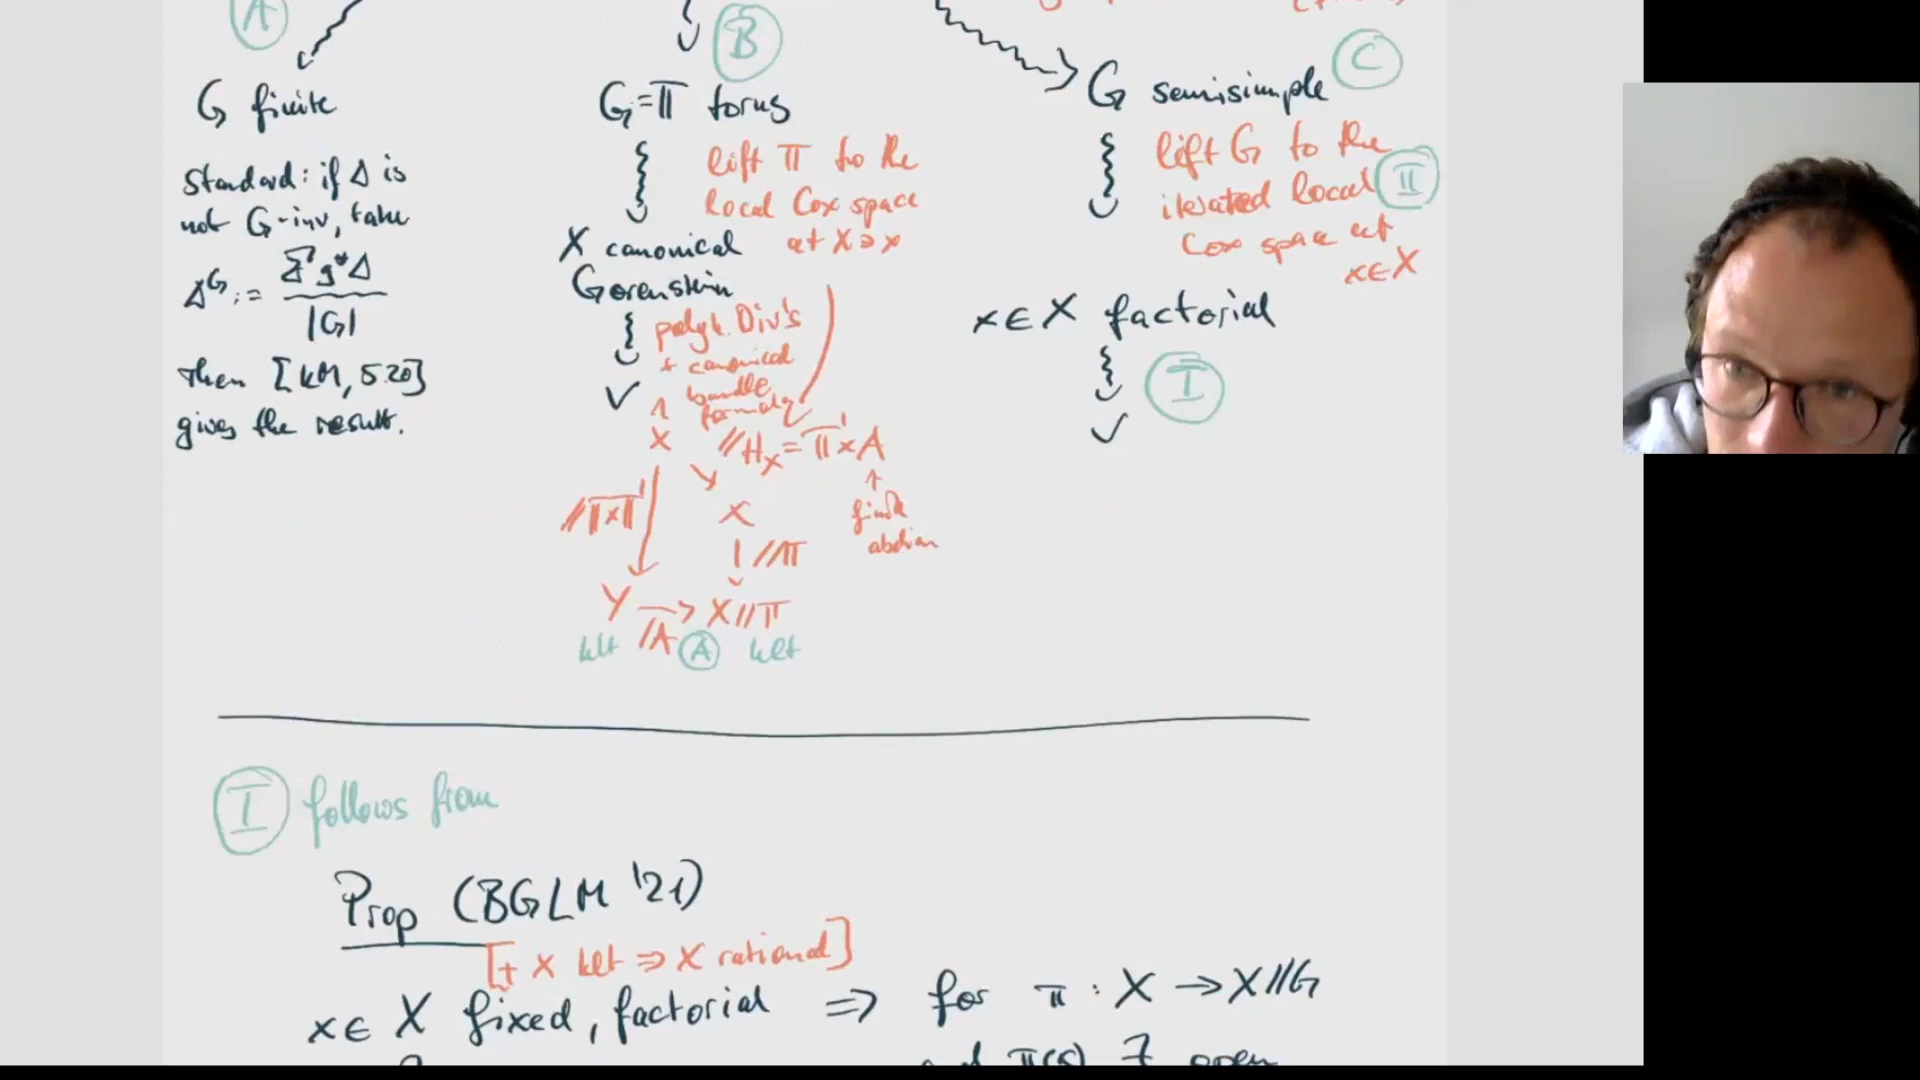 A
B
C
G finite
Standard: if Δ is
not G-inv, take
Δ^G := Σ g*Δ / |G|
Then [KM, 5.20]
gives the result.
G=𝕋 torus
lift 𝕋 to the
local Cox space
at X∋x
X canonical
Gorenstein
polyh. Div's
+ canonical
bundle
formula
✓
X //H_X = 𝕋'×A
//𝕋×𝕋'
X
finite
abelian
//𝕋
Y → X//𝕋
/A
klt A klt
G semisimple
lift G to the
iterated local
II
Cox space at
x∈X
x∈X factorial
I
✓
I follows from
Prop (BGLM '21)
[+ X klt ⇒ X rational]
x∈ X fixed, factorial ⇒ for π: X → X//G
π(x) ∃ open